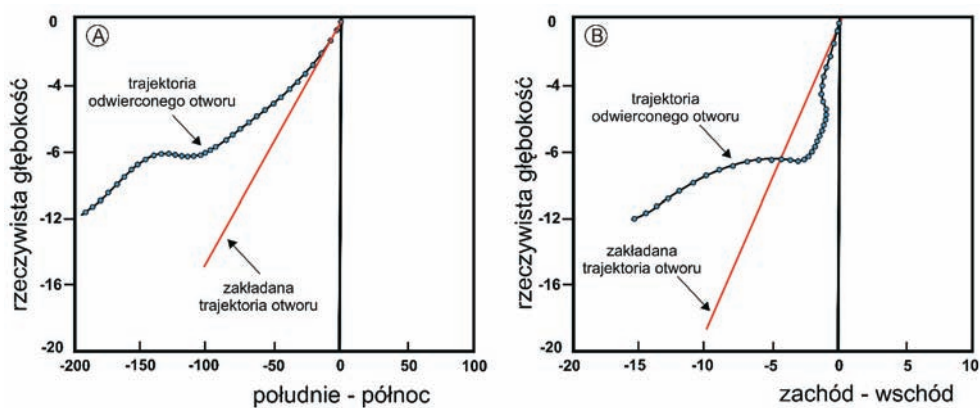 A
rzeczywista głębokość
-0
-4
-6
-12
-16
-20
trajektoria
odwierconego otworu
zakładana
trajektoria otworu
-200
-150
-100
-50
0
50
100
południe - północ
B
rzeczywista głębokość
-0
-4
-6
-12
-16
-20
trajektoria
odwierconego otworu
zakładana
trajektoria otworu
-20
-15
-10
-5
0
5
10
zachód - wschód